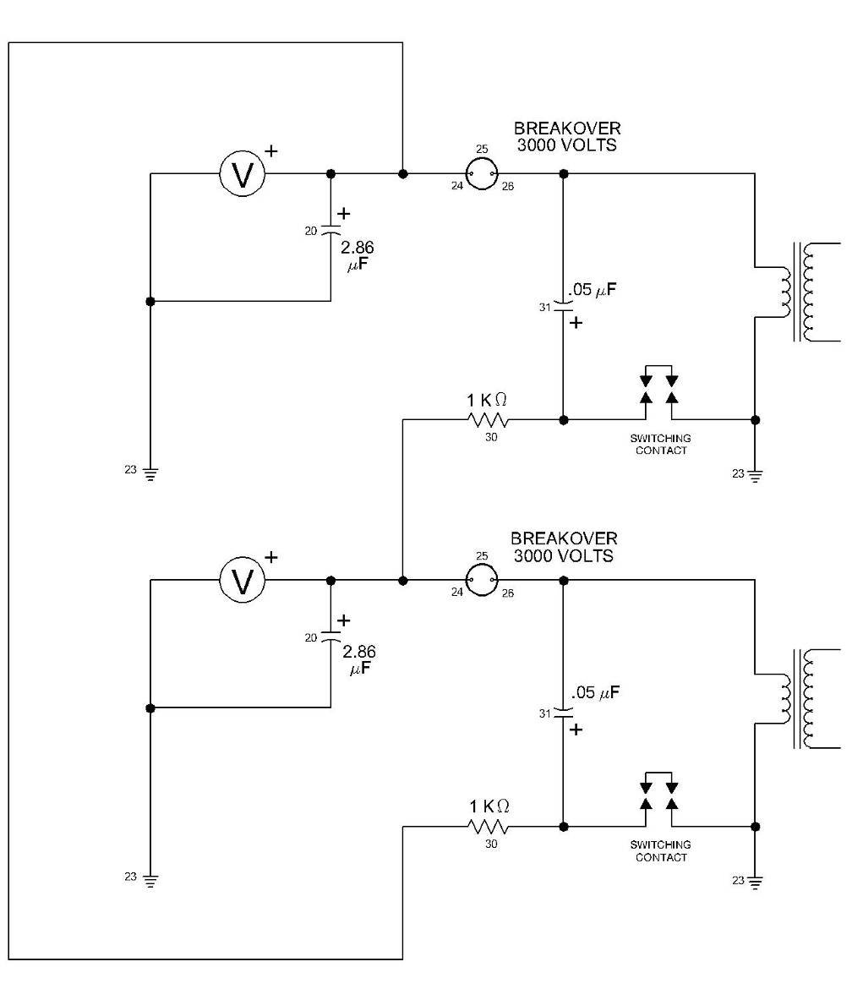 BREAKOVER
3000 VOLTS
25
+
V
24
26
+
20
2.86
μF
.05 μF
31
+
1 KΩ
30
SWITCHING
CONTACT
23
23
BREAKOVER
3000 VOLTS
25
+
V
24
26
+
20
2.86
μF
.05 μF
31
+
1 KΩ
30
SWITCHING
CONTACT
23
23